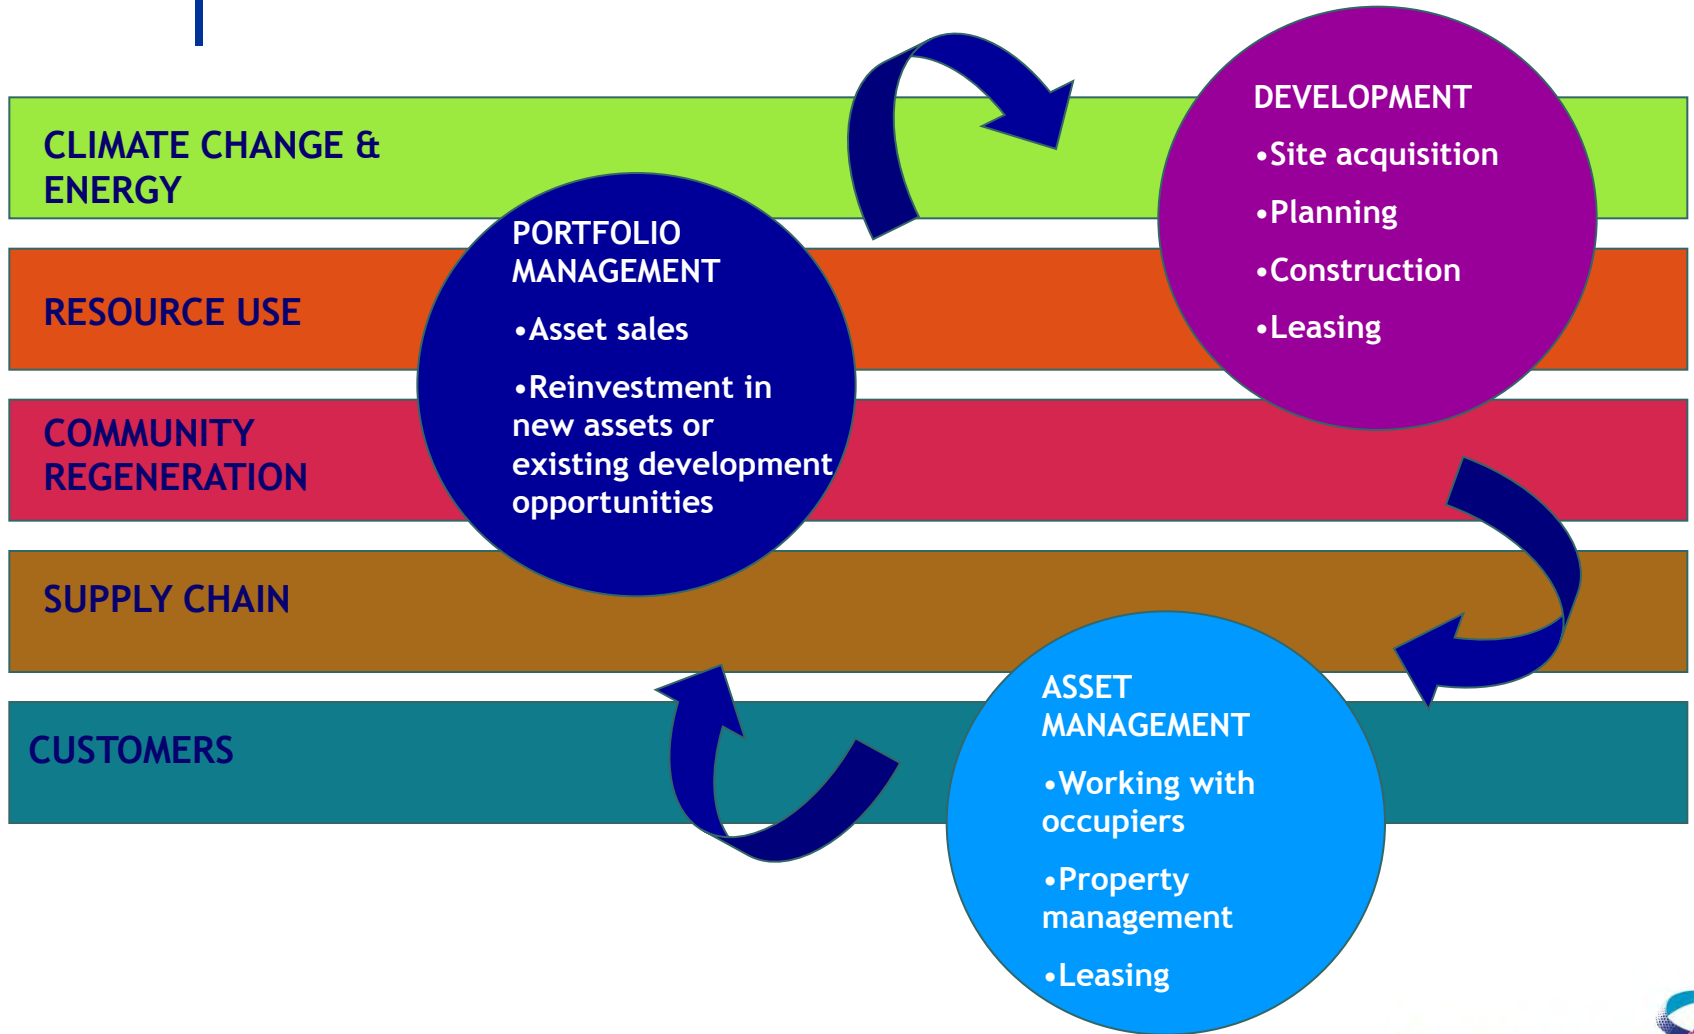 CLIMATE CHANGE &
ENERGY
RESOURCE USE
COMMUNITY
REGENERATION
SUPPLY CHAIN
CUSTOMERS
PORTFOLIO
MANAGEMENT
•Asset sales
•Reinvestment in
new assets or
existing development
opportunities
DEVELOPMENT
•Site acquisition
•Planning
•Construction
•Leasing
ASSET
MANAGEMENT
•Working with
occupiers
•Property
management
•Leasing